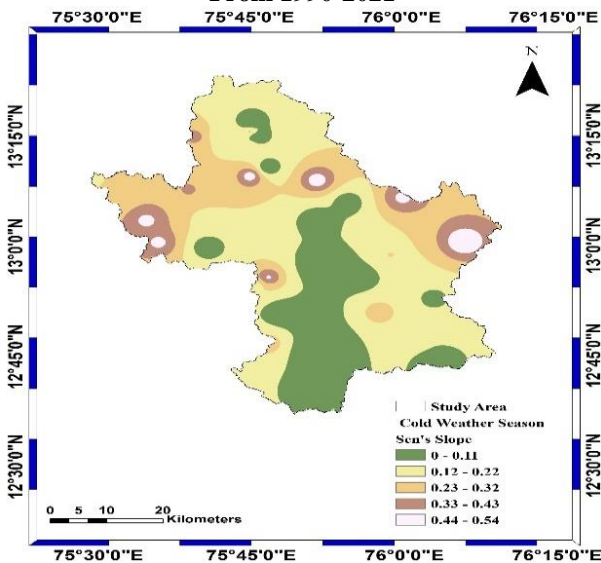 From 1990-2021
75°30'0"E 75°45'0"E 76°0'0"E 76°15'0"E
N
13°15'0"N 13°15'0"N
13°0'0"N 13°0'0"N
12°45'0"N 12°45'0"N
12°30'0"N 12°30'0"N
Study Area
Cold Weather Season
Sen's Slope
0 - 0.11
0.12 - 0.22
0.23 - 0.32
0.33 - 0.43
0.44 - 0.54
0 5 10 20
Kilometers
75°30'0"E 75°45'0"E 76°0'0"E 76°15'0"E